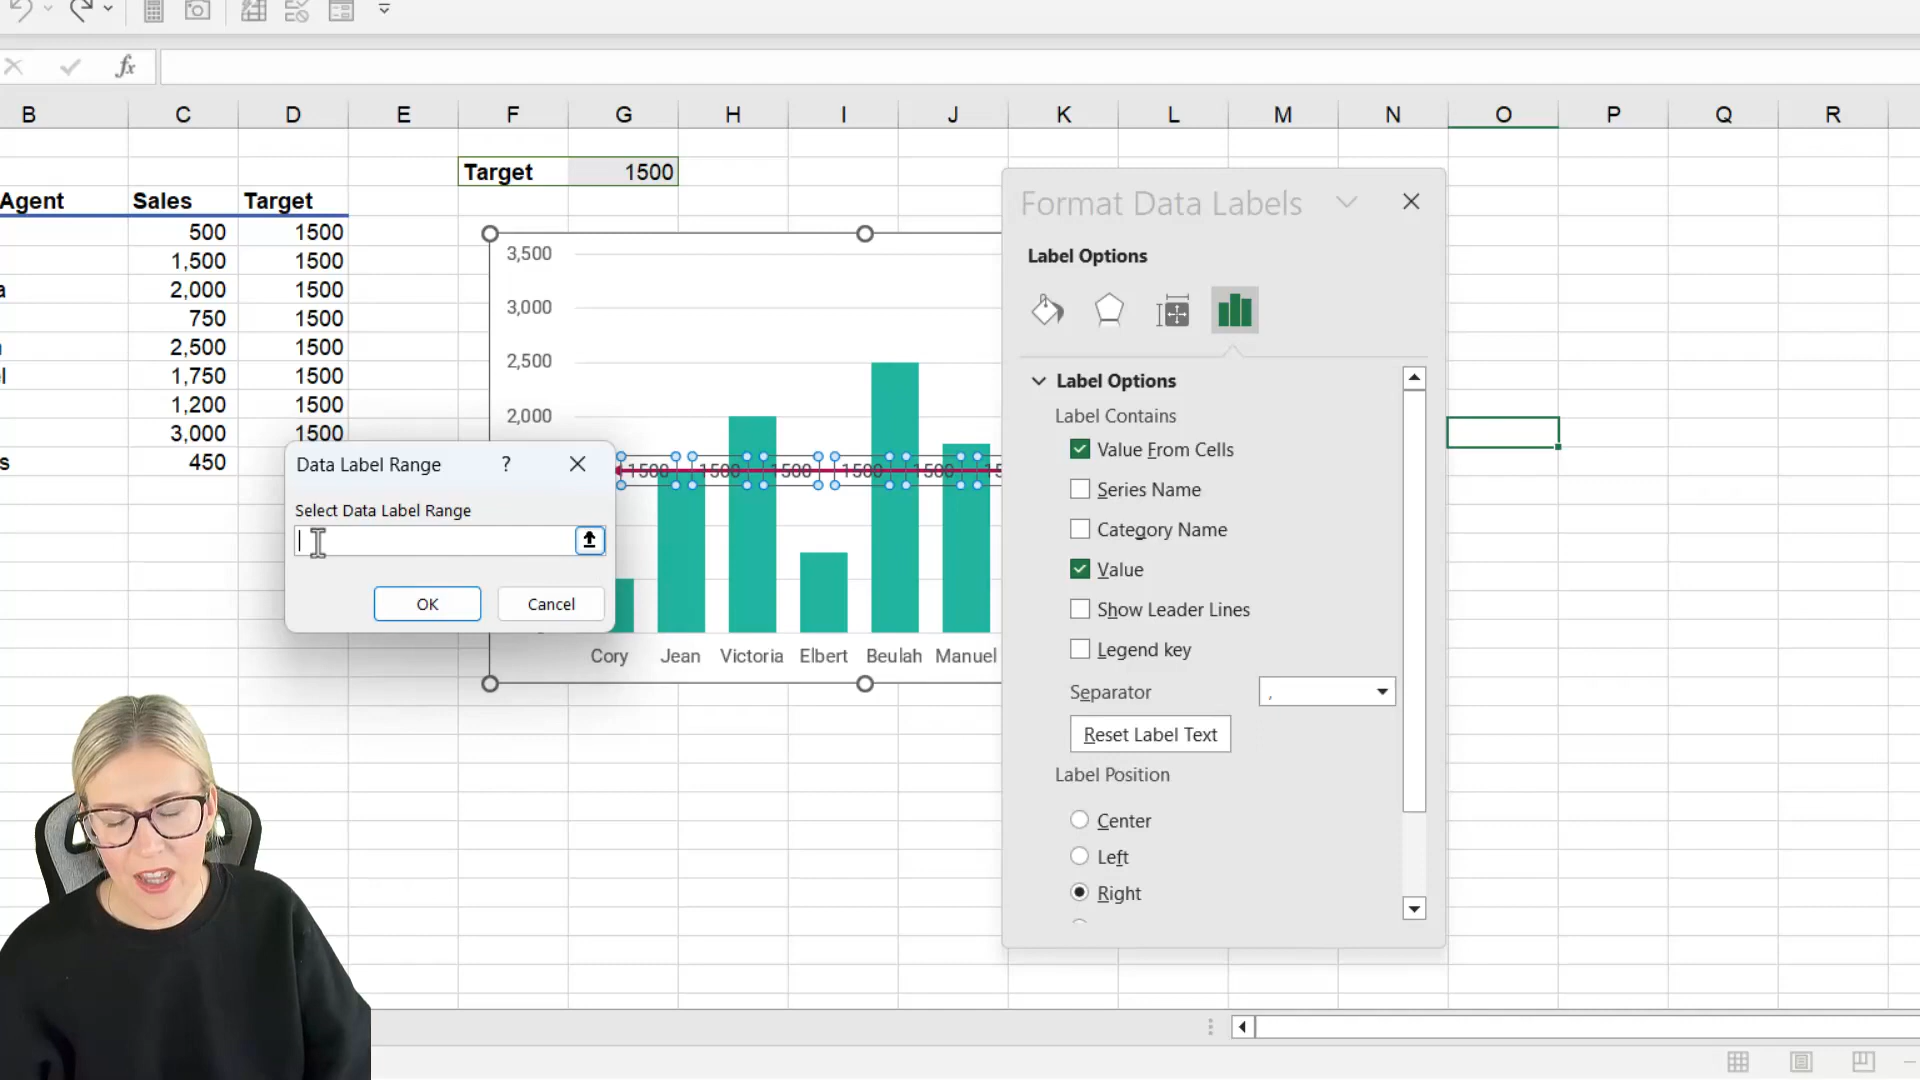 fx
B C D E F G H I J K L M N O P Q R
Target 1500
Agent Sales Target
500 1500
1,500 1500
a 2,000 1500
750 1500
2,500 1500
el 1,750 1500
1,200 1500
3,000 1500
s 450
3,500
3,000
2,500
2,000
1500 1500 1500 1500 1500 15
Cory Jean Victoria Elbert Beulah Manuel
Data Label Range ?
Select Data Label Range
OK Cancel
Format Data Labels
Label Options
Label Options
Label Contains
Value From Cells
Series Name
Category Name
Value
Show Leader Lines
Legend key
Separator ,
Reset Label Text
Label Position
Center
Left
Right